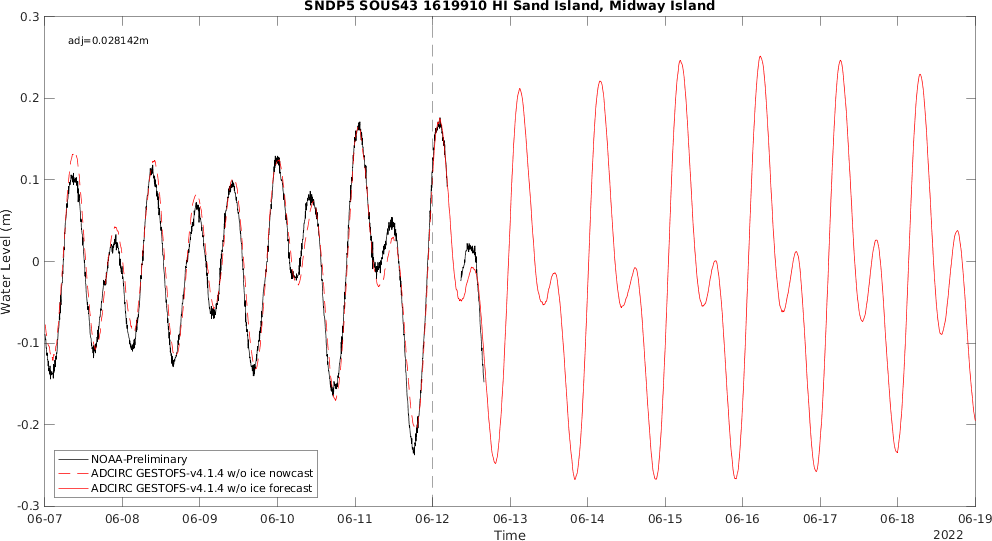 SNDP5 SOUS43 1619910 HI Sand Island, Midway Island
adj=0.028142m
0.3
0.2
0.1
0
-0.1
-0.2
-0.3
Water Level (m)
NOAA-Preliminary
ADCIRC GESTOFS-v4.1.4 w/o ice nowcast
ADCIRC GESTOFS-v4.1.4 w/o ice forecast
06-07 06-08 06-09 06-10 06-11 06-12 06-13 06-14 06-15 06-16 06-17 06-18 06-19
Time
2022